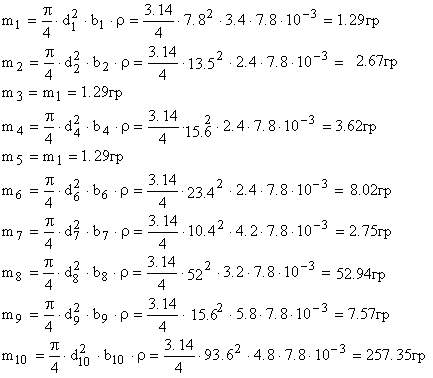 m₁ = π/4 · d₁² · b₁ · ρ = 3.14/4 · 7.8² · 3.4 · 7.8 · 10⁻³ = 1.29гр
m₂ = π/4 · d₂² · b₂ · ρ = 3.14/4 · 13.5² · 2.4 · 7.8 · 10⁻³ = 2.67гр
m₃ = m₁ = 1.29гр
m₄ = π/4 · d₄² · b₄ · ρ = 3.14/4 · 15.6² · 2.4 · 7.8 · 10⁻³ = 3.62гр
m₅ = m₁ = 1.29гр
m₆ = π/4 · d₆² · b₆ · ρ = 3.14/4 · 23.4² · 2.4 · 7.8 · 10⁻³ = 8.02гр
m₇ = π/4 · d₇² · b₇ · ρ = 3.14/4 · 10.4² · 4.2 · 7.8 · 10⁻³ = 2.75гр
m₈ = π/4 · d₈² · b₈ · ρ = 3.14/4 · 52² · 3.2 · 7.8 · 10⁻³ = 52.94гр
m₉ = π/4 · d₉² · b₉ · ρ = 3.14/4 · 15.6² · 5.8 · 7.8 · 10⁻³ = 7.57гр
m₁₀ = π/4 · d₁₀² · b₁₀ · ρ = 3.14/4 · 93.6² · 4.8 · 7.8 · 10⁻³ = 257.35гр